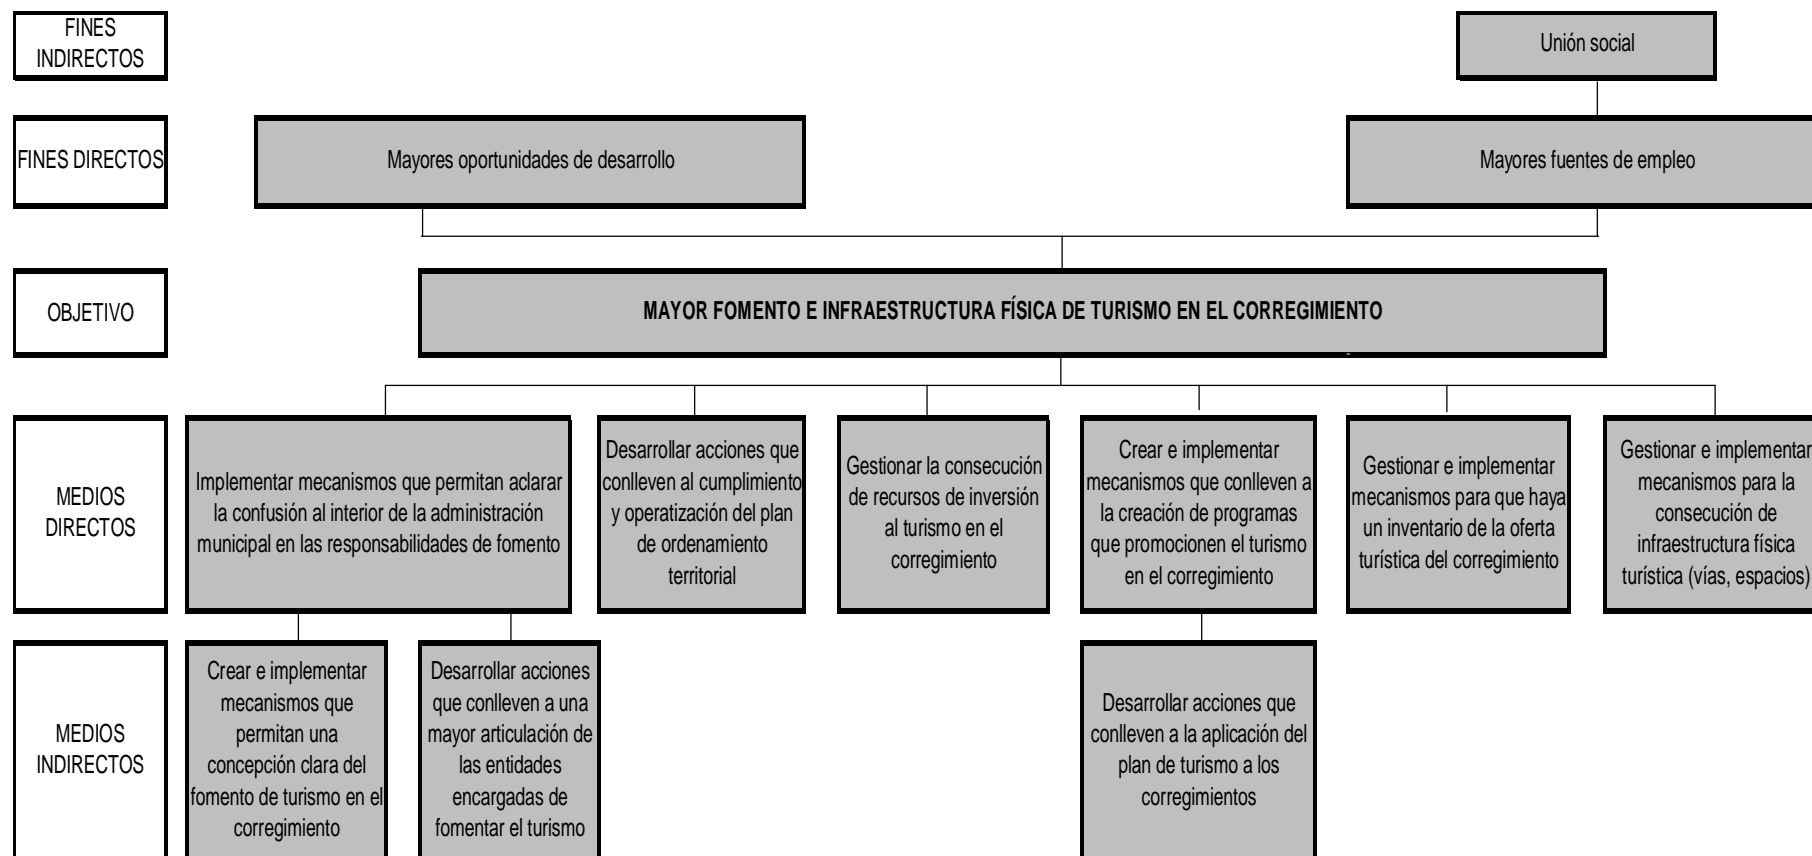 FINES
INDIRECTOS
Unión social
FINES DIRECTOS
Mayores oportunidades de desarrollo
Mayores fuentes de empleo
OBJETIVO
MAYOR FOMENTO E INFRAESTRUCTURA FÍSICA DE TURISMO EN EL CORREGIMIENTO
MEDIOS
DIRECTOS
Implementar mecanismos que permitan aclarar
la confusión al interior de la administración
municipal en las responsabilidades de fomento
Desarrollar acciones que
conlleven al cumplimiento
y operatización del plan
de ordenamiento
territorial
Gestionar la consecución
de recursos de inversión
al turismo en el
corregimiento
Crear e implementar
mecanismos que conlleven a
la creación de programas
que promocionen el turismo
en el corregimiento
Gestionar e implementar
mecanismos para que haya
un inventario de la oferta
turística del corregimiento
Gestionar e implementar
mecanismos para la
consecución de
infraestructura física
turística (vías, espacios)
MEDIOS
INDIRECTOS
Crear e implementar
mecanismos que
permitan una
concepción clara del
fomento de turismo en el
corregimiento
Desarrollar acciones
que conlleven a una
mayor articulación de
las entidades
encargadas de
fomentar el turismo
Desarrollar acciones que
conlleven a la aplicación del
plan de turismo a los
corregimientos